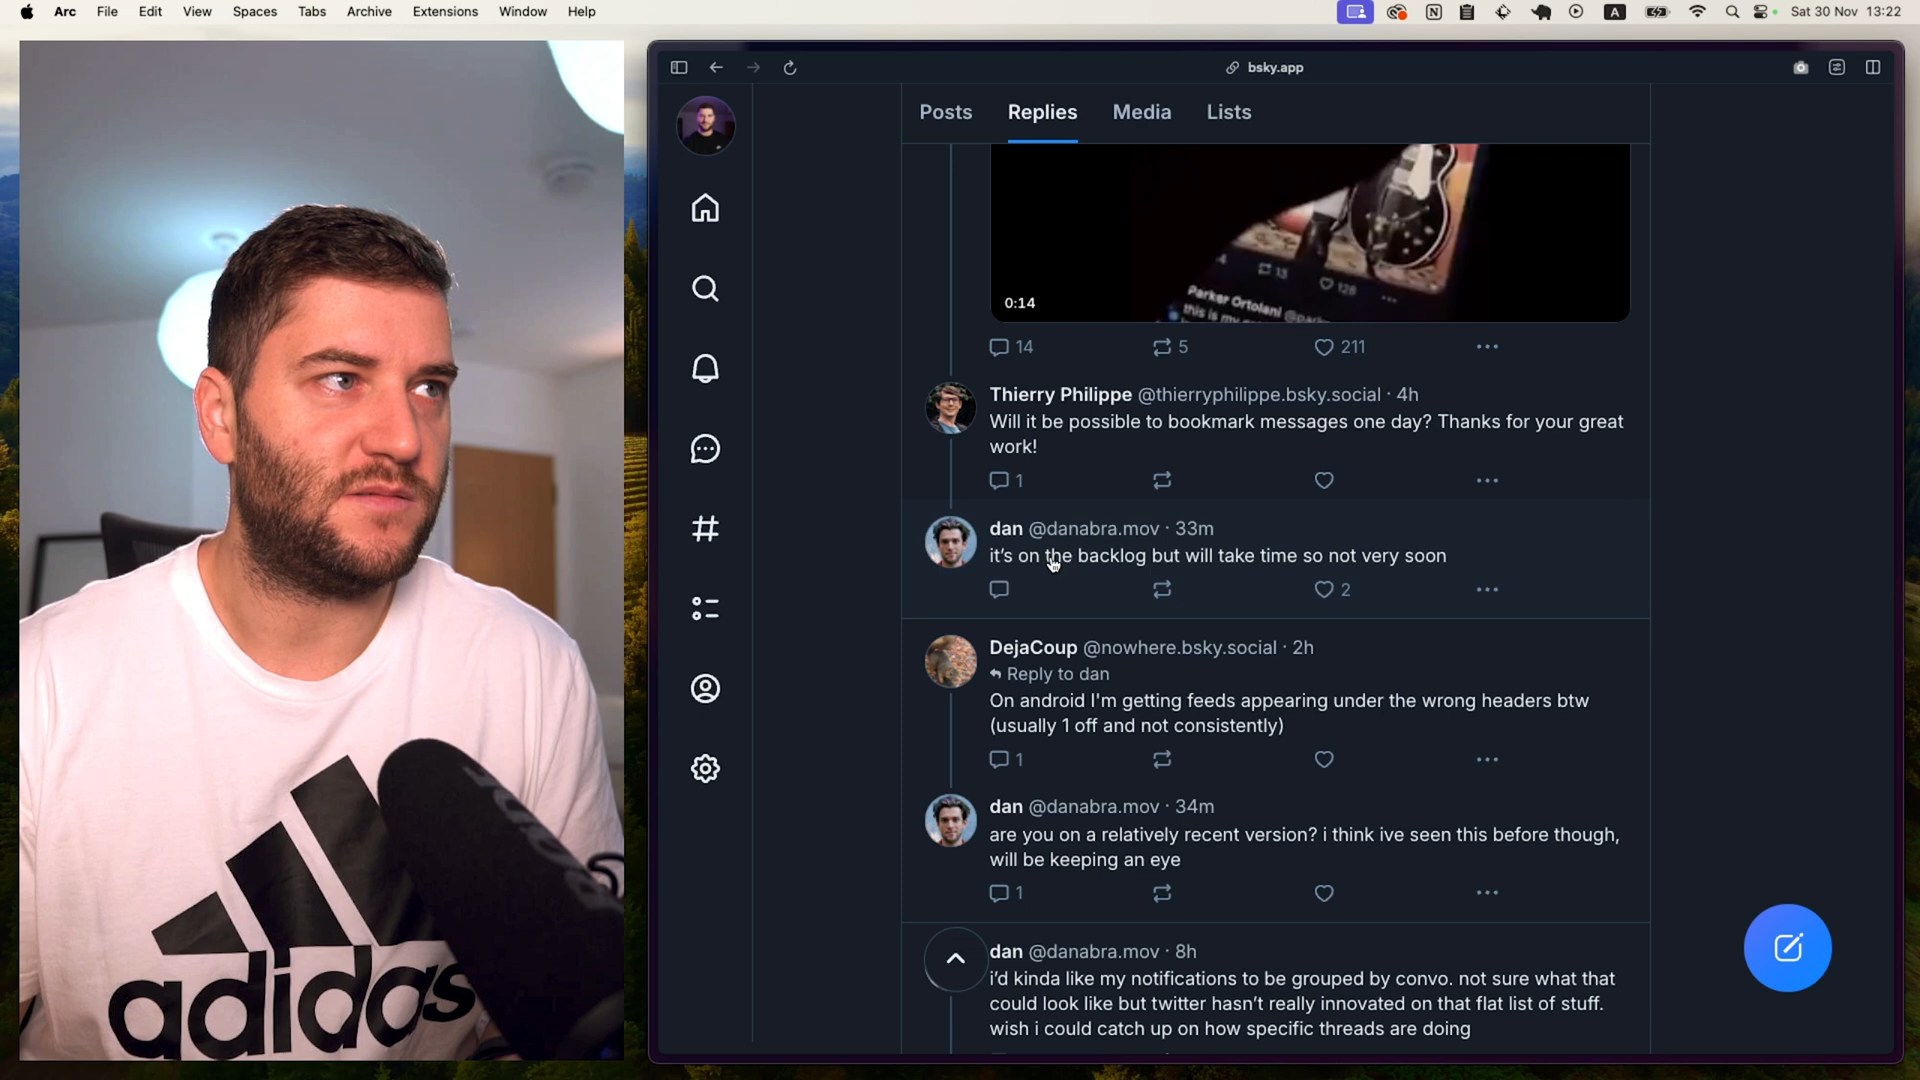 Arc File Edit View Spaces Tabs Archive Extensions Window Help
A
Sat 30 Nov 13:22
bsky.app
Posts Replies Media Lists
4 13 128
Parker Ortolani
this is my
0:14
14 5 211
Thierry Philippe @thierryphilippe.bsky.social · 4h
Will it be possible to bookmark messages one day? Thanks for your great
work!
1
dan @danabra.mov · 33m
it's on the backlog but will take time so not very soon
2
DejaCoup @nowhere.bsky.social · 2h
Reply to dan
On android I'm getting feeds appearing under the wrong headers btw
(usually 1 off and not consistently)
1
dan @danabra.mov · 34m
are you on a relatively recent version? i think ive seen this before though,
will be keeping an eye
1
dan @danabra.mov · 8h
i'd kinda like my notifications to be grouped by convo. not sure what that
could look like but twitter hasn't really innovated on that flat list of stuff.
wish i could catch up on how specific threads are doing
adidas